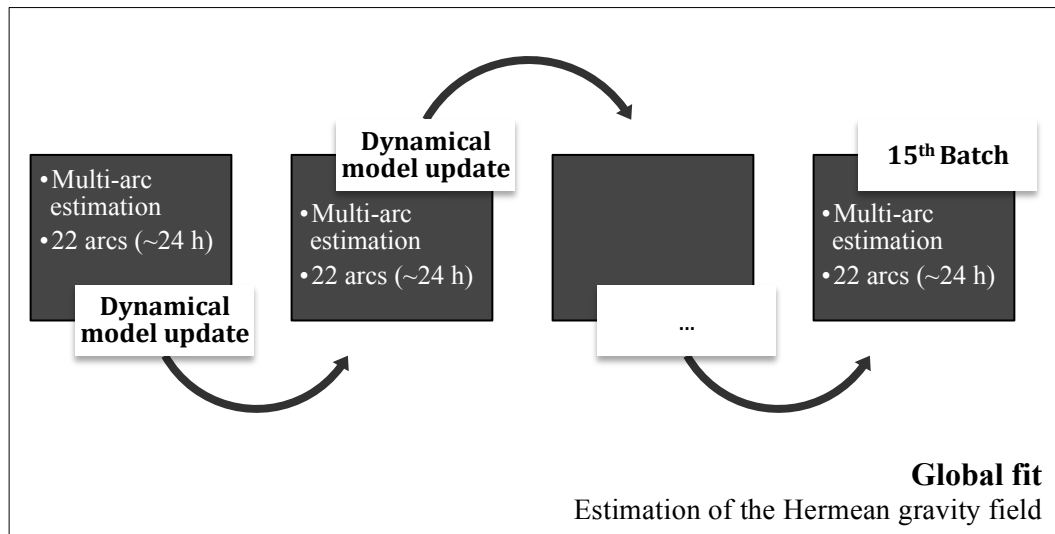 •Multi-arc
estimation
•22 arcs (~24 h)
Dynamical
model update
Dynamical
model update
•Multi-arc
estimation
•22 arcs (~24 h)
...
15th Batch
•Multi-arc
estimation
•22 arcs (~24 h)
Global fit
Estimation of the Hermean gravity field